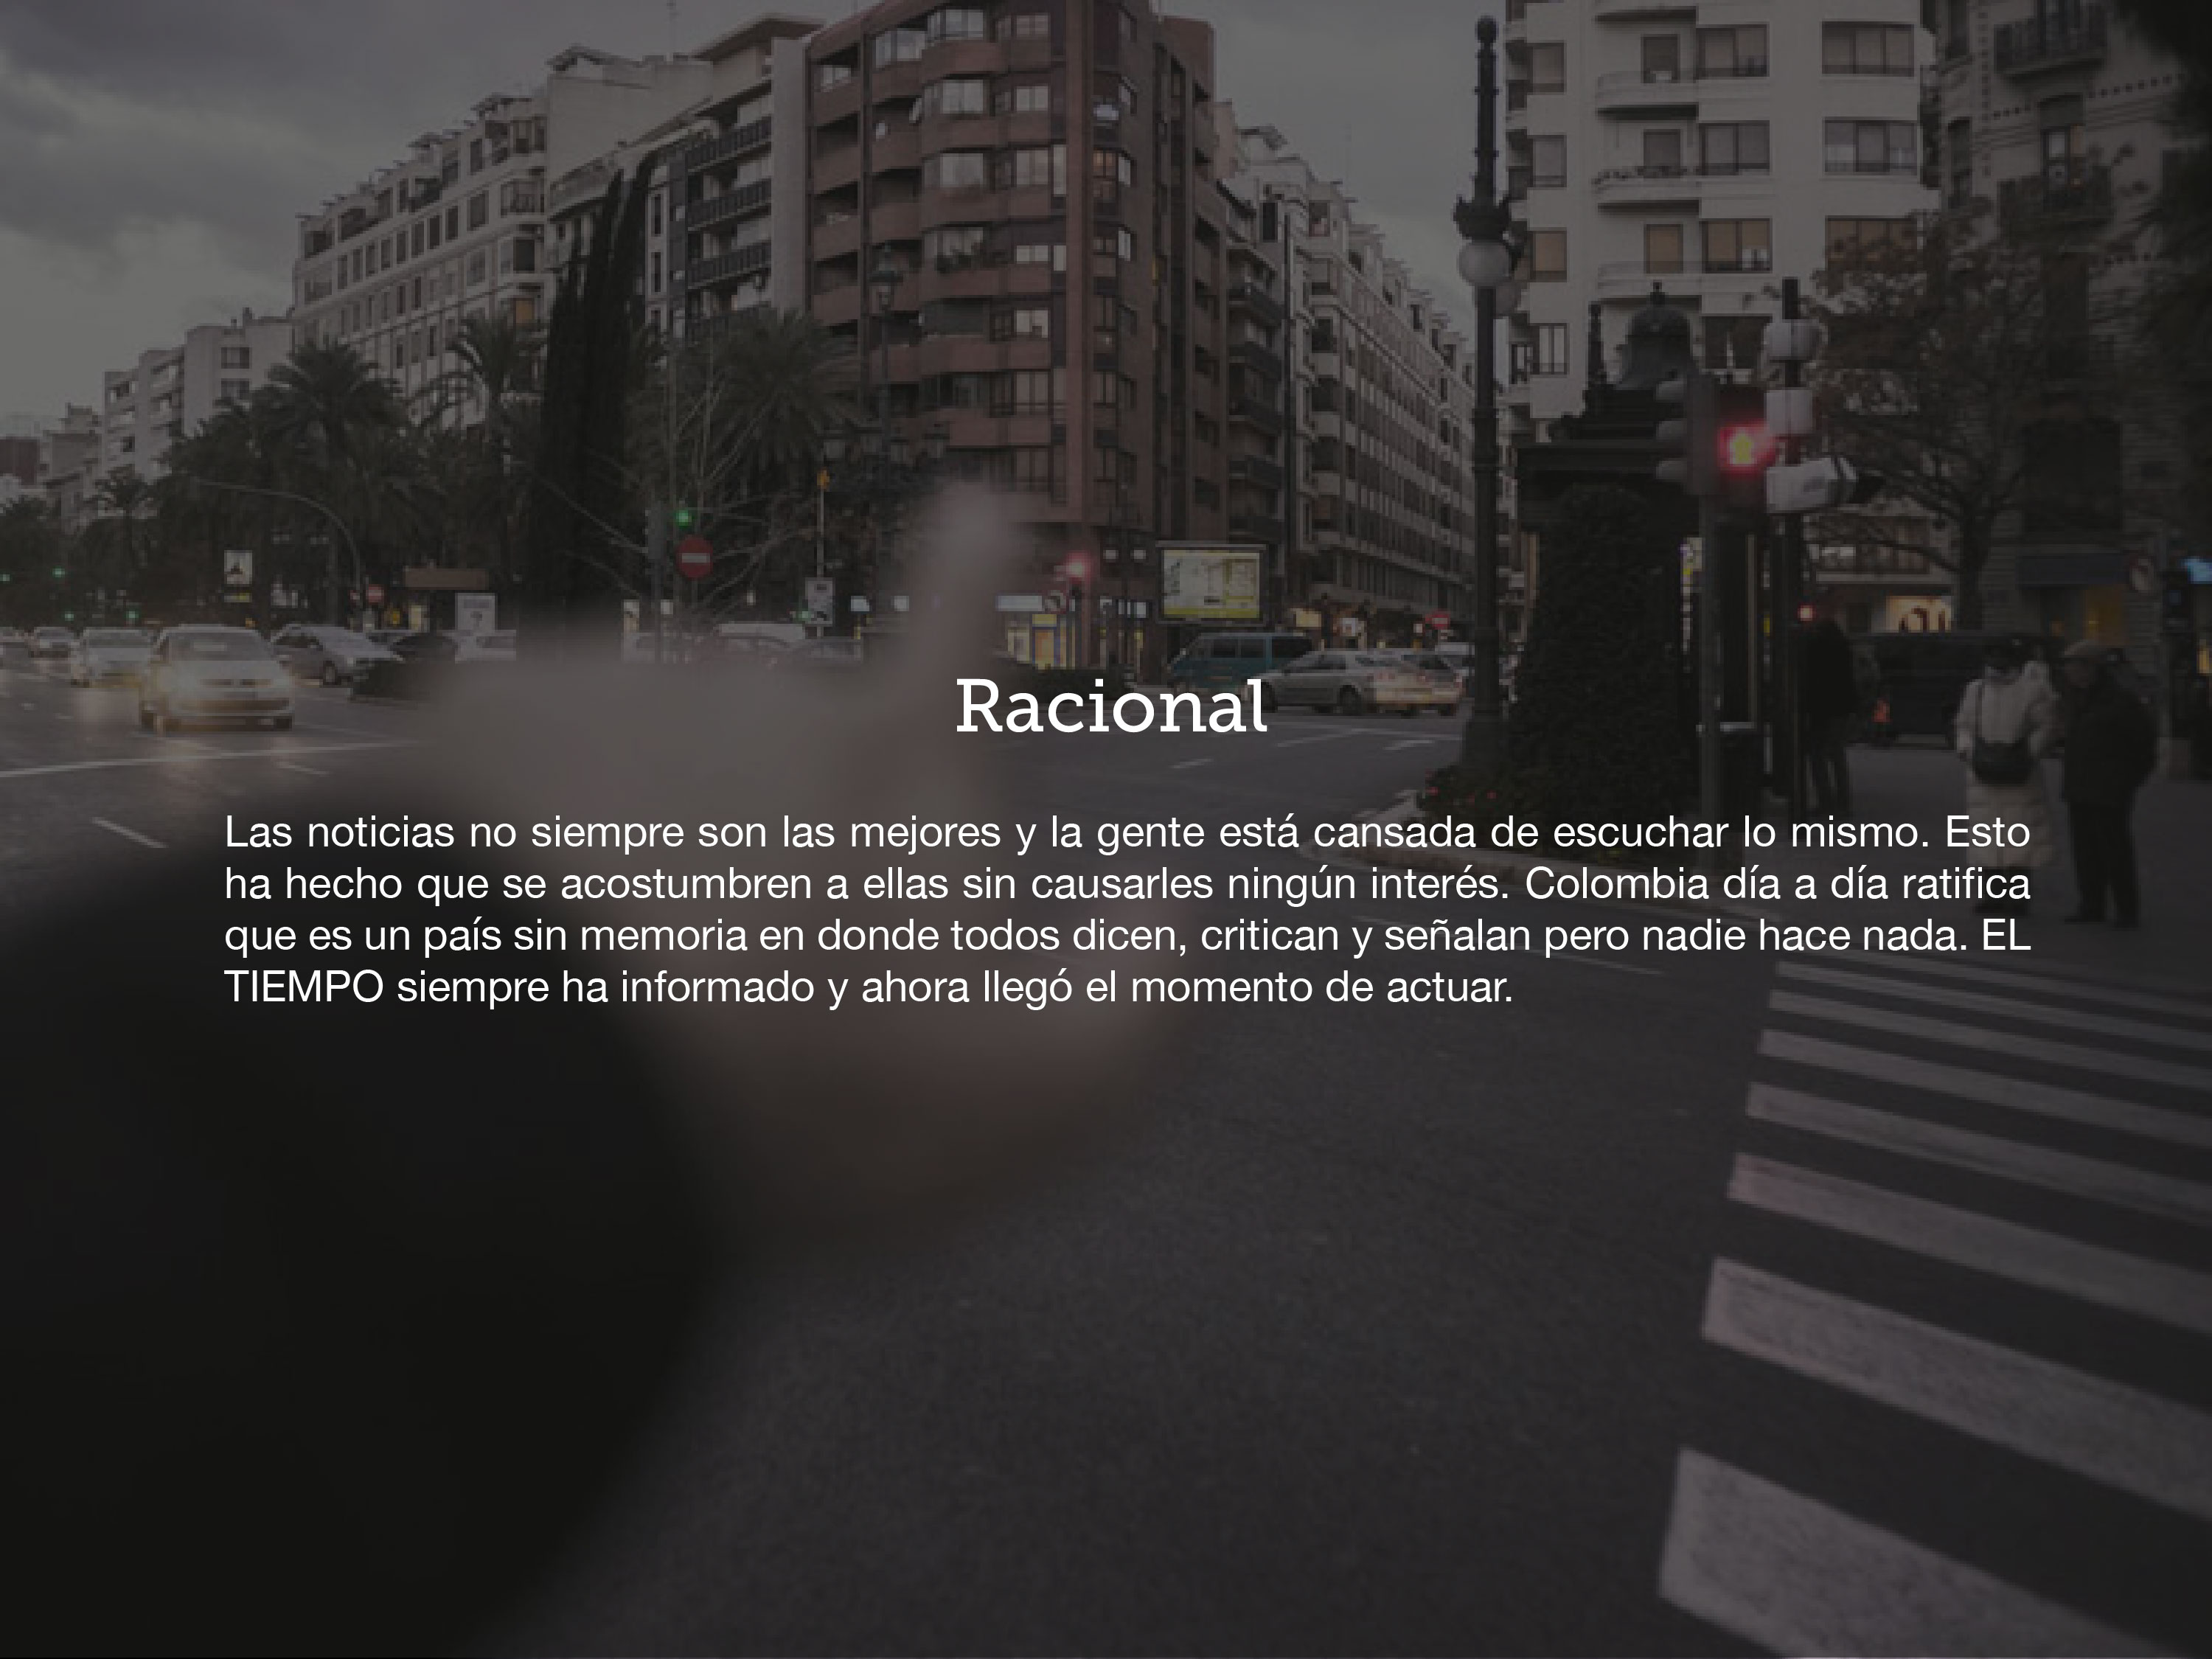 Racional
Las noticias no siempre son las mejores y la gente está cansada de escuchar lo mismo. Esto
ha hecho que se acostumbren a ellas sin causarles ningún interés. Colombia día a día ratifica
que es un país sin memoria en donde todos dicen, critican y señalan pero nadie hace nada. EL
TIEMPO siempre ha informado y ahora llegó el momento de actuar.